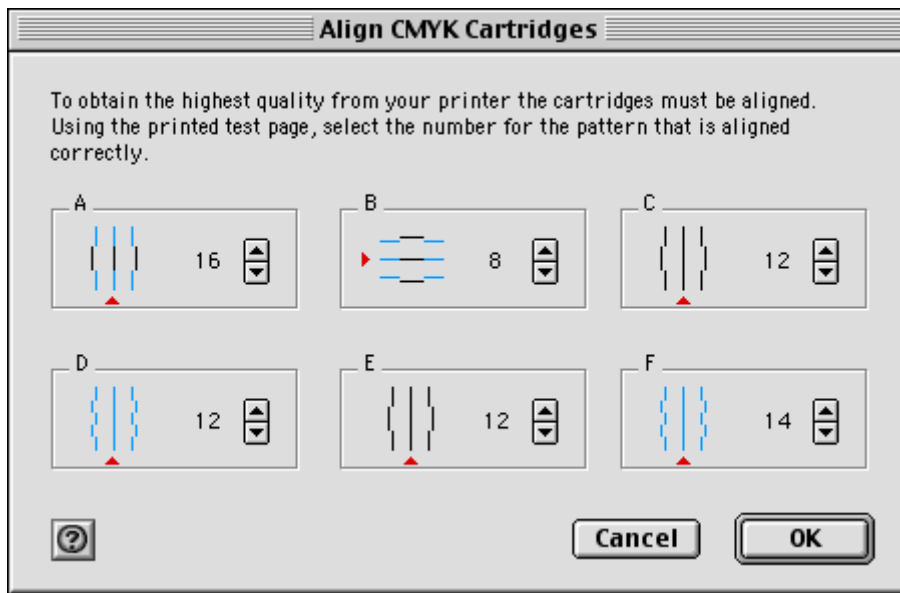 Align CMYK Cartridges
To obtain the highest quality from your printer the cartridges must be aligned.
Using the printed test page, select the number for the pattern that is aligned
correctly.
A
16
B
8
C
12
D
12
E
12
F
14
?
Cancel
OK